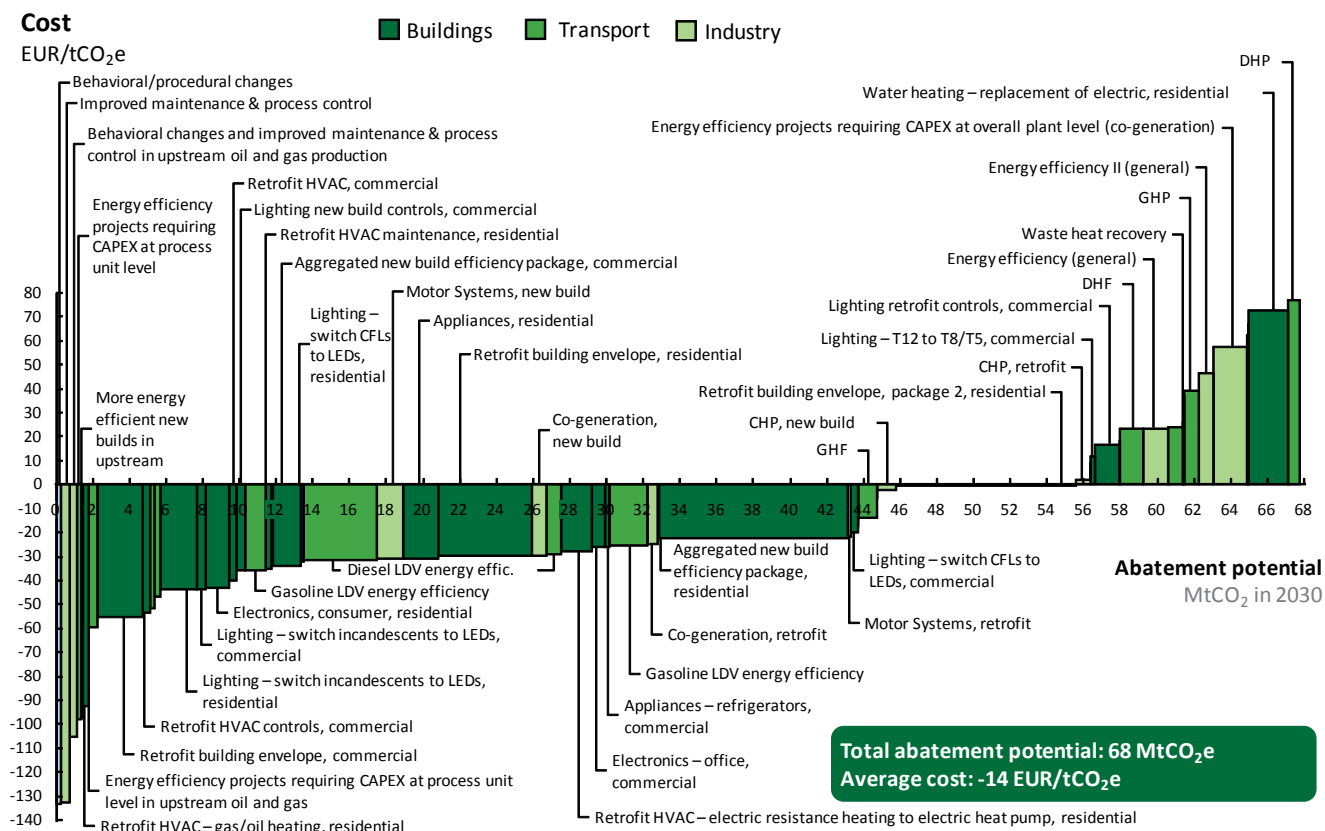 Cost
EUR/tCO₂e
Buildings
Transport
Industry
Behavioral/procedural changes
Improved maintenance & process control
Behavioral changes and improved maintenance & process
control in upstream oil and gas production
Retrofit HVAC, commercial
Energy efficiency
projects requiring
CAPEX at process
unit level
Lighting new build controls, commercial
Retrofit HVAC maintenance, residential
Aggregated new build efficiency package, commercial
Motor Systems, new build
Lighting –
switch CFLs
to LEDs,
residential
Appliances, residential
Retrofit building envelope, residential
More energy
efficient new
builds in
upstream
Co-generation,
new build
DHP
Water heating – replacement of electric, residential
Energy efficiency projects requiring CAPEX at overall plant level (co-generation)
Energy efficiency II (general)
GHP
Waste heat recovery
Energy efficiency (general)
DHF
Lighting retrofit controls, commercial
Lighting – T12 to T8/T5, commercial
CHP, retrofit
Retrofit building envelope, package 2, residential
CHP, new build
GHF
80
70
60
50
40
30
20
10
0
-10
-20
-30
-40
-50
-60
-70
-80
-90
-100
-110
-120
-130
-140
0 2 4 6 8 10 12 14 16 18 20 22 24 26 28 30 32 34 36 38 40 42 44 46 48 50 52 54 56 58 60 62 64 66 68
Diesel LDV energy effic.
Gasoline LDV energy efficiency
Electronics, consumer, residential
Lighting – switch incandescents to LEDs,
commercial
Lighting – switch incandescents to LEDs,
residential
Retrofit HVAC controls, commercial
Retrofit building envelope, commercial
Energy efficiency projects requiring CAPEX at process unit
level in upstream oil and gas
Retrofit HVAC – gas/oil heating, residential
Aggregated new build
efficiency package,
residential
Lighting – switch CFLs to
LEDs, commercial
Motor Systems, retrofit
Co-generation, retrofit
Gasoline LDV energy efficiency
Appliances – refrigerators,
commercial
Electronics – office,
commercial
Retrofit HVAC – electric resistance heating to electric heat pump, residential
Abatement potential
MtCO₂ in 2030
Total abatement potential: 68 MtCO₂e
Average cost: -14 EUR/tCO₂e